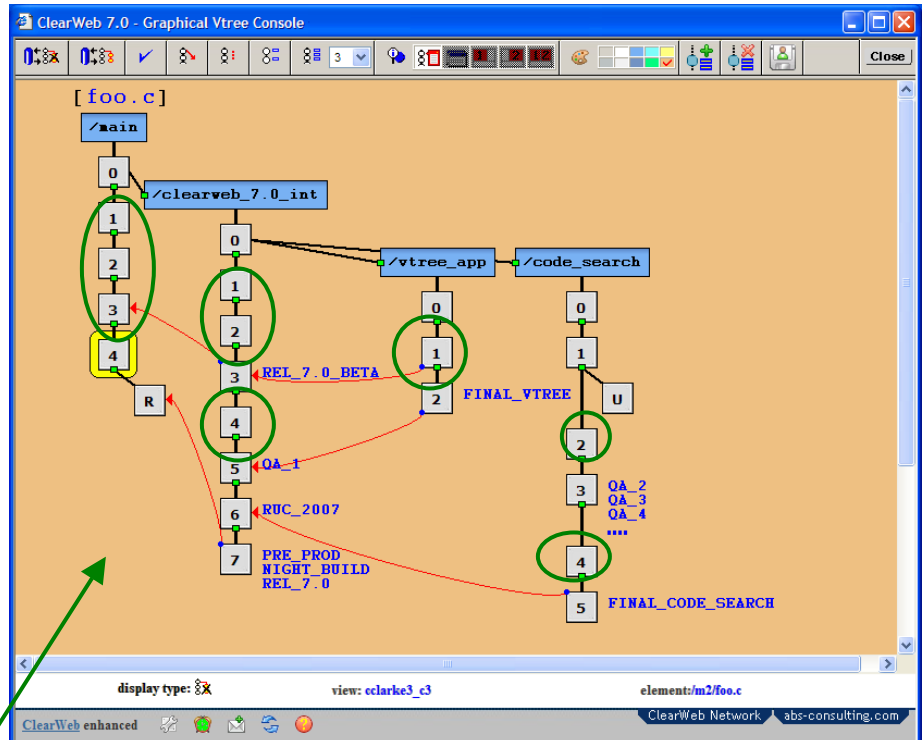 ClearWeb 7.0 - Graphical Vtree Console
3
Close
[foo.c]
/main
0
1
2
3
4
R
/clearweb_7.0_int
0
1
2
3
REL_7.0_BETA
4
5
QA_1
6
RUC_2007
7
PRE_PROD
NIGHT_BUILD
REL_7.0
/vtree_app
0
1
2
FINAL_VTREE
/code_search
0
1
U
2
3
QA_2
QA_3
QA_4
....
4
5
FINAL_CODE_SEARCH
display type:
view: cclarke3_c3
element:/m2/foo.c
ClearWeb enhanced
ClearWeb Network
abs-consulting.com